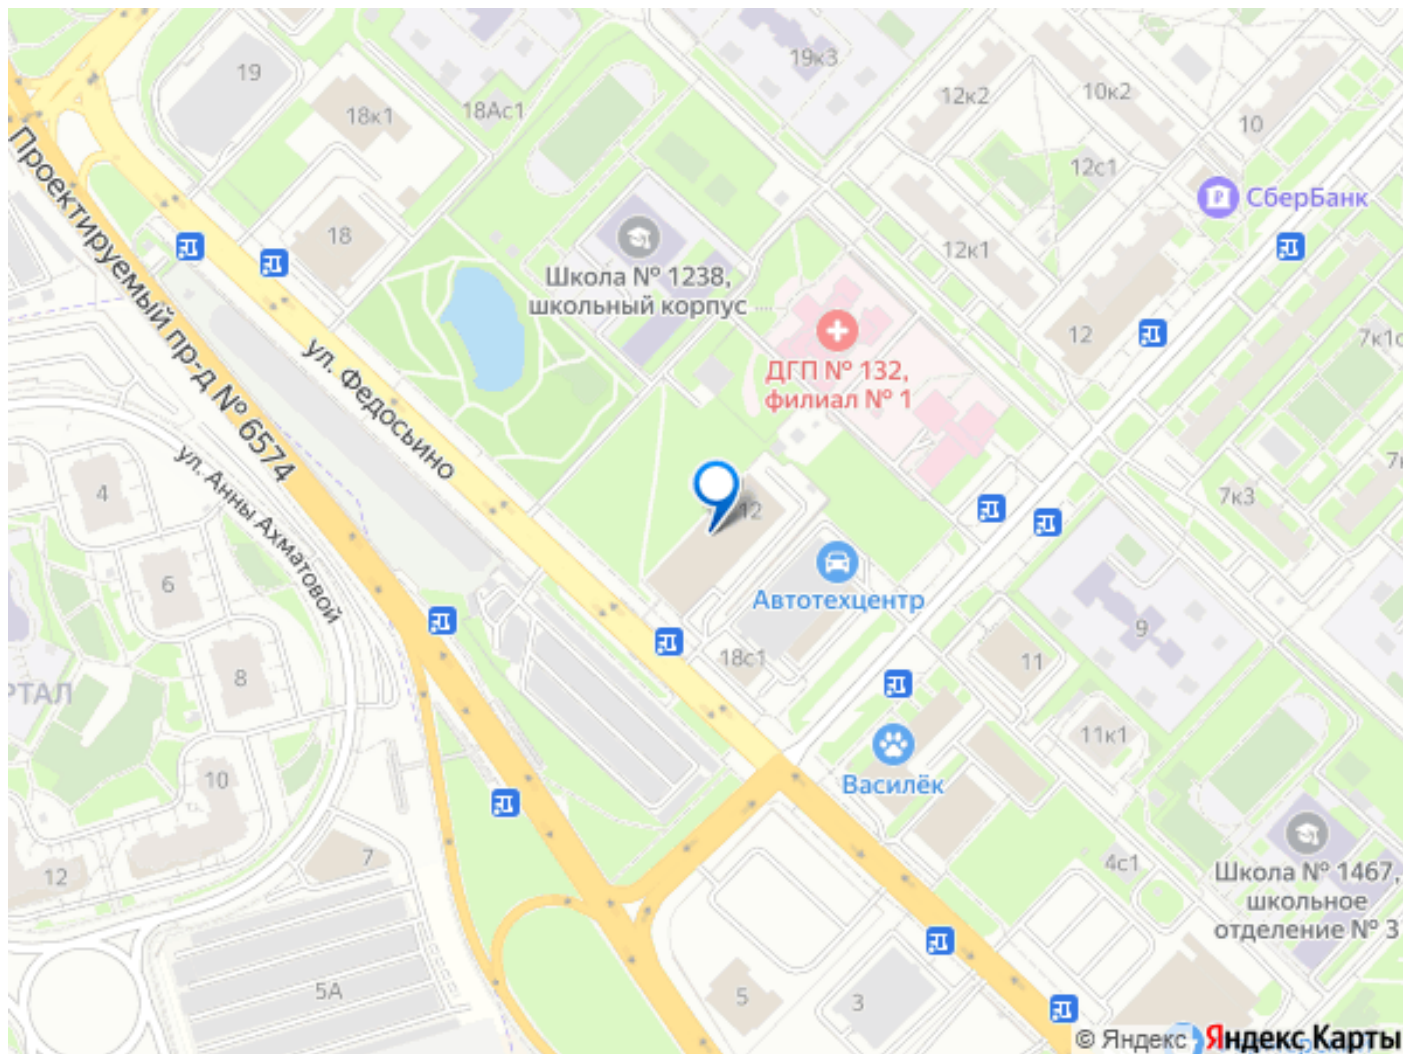 19
18к1
18Ас1
19к3
12к2
10к2
10
12с1
СберБанк
Проектируемый пр-д № 6574
18
12к1
Школа № 1238,
школьный корпус
12
7к1с
ул. Федосьино
ДГП № 132,
филиал № 1
ул. Анны Ахматовой
4
12
7к3
7к
6
Автотехцентр
9
8
18с1
11
РТАЛ
11к1
Василёк
10
7
12
4с1
Школа № 1467,
школьное
отделение № 3
5А
5
3
© Яндекс Яндекс Карты